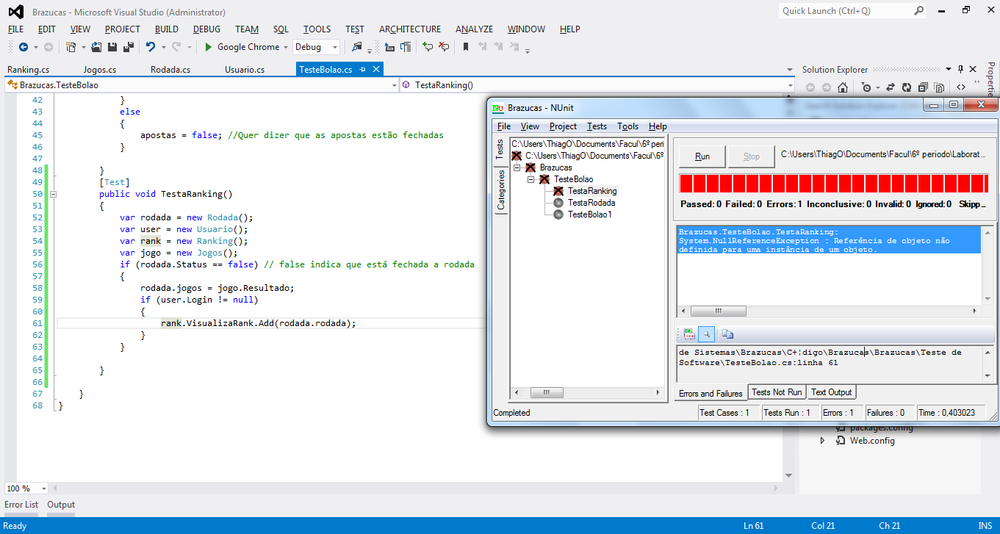 Brazucas - Microsoft Visual Studio (Administrator)
Quick Launch (Ctrl+Q)
FILE EDIT VIEW PROJECT BUILD DEBUG TEAM SQL TOOLS TEST ARCHITECTURE ANALYZE WINDOW HELP
Google Chrome Debug
Ranking.cs Jogos.cs Rodada.cs Usuario.cs TesteBolao.cs
Solution Explorer
Brazucas.TesteBolao TestaRanking()
42 }
43 else
44 {
45 apostas = false; //Quer dizer que as apostas estão fechadas
46 }
47
48 }
49 [Test]
50 public void TestaRanking()
51 {
52 var rodada = new Rodada();
53 var user = new Usuario();
54 var rank = new Ranking();
55 var jogo = new Jogos();
56 if (rodada.Status == false) // false indica que está fechada a rodada
57 {
58 rodada.jogos = jogo.Resultado;
59 if (user.Login != null)
60 {
61 rank.VisualizaRank.Add(rodada.rodada);
62 }
63 }
64
65 }
66
67 }
68 }
100 %
Error List Output
Ready
Ln 61 Col 21 Ch 21 INS
Brazucas - NUnit
File View Project Tests Tools Help
Tests
Categories
C:\Users\ThiagO\Documents\Facul\6º peri
C:\Users\ThiagO\Documents\Facul\6º
Brazucas
TesteBolao
TestaRanking
TestaRodada
TesteBolao1
Run Stop C:\Users\ThiagO\Documents\Facul\6º periodo\Laborat...
Passed: 0 Failed: 0 Errors: 1 Inconclusive: 0 Invalid: 0 Ignored: 0 Skipp...
Brazucas.TesteBolao.TestaRanking:
System.NullReferenceException : Referência de objeto não
definida para uma instância de um objeto.
de Sistemas\Brazucas\C+¦digo\Brazucas\Brazucas\Teste de
Software\TesteBolao.cs:linha 61
Errors and Failures Tests Not Run Text Output
Completed
Test Cases : 1 Tests Run : 1 Errors : 1 Failures : 0 Time : 0,403023
packages.config
Web.config